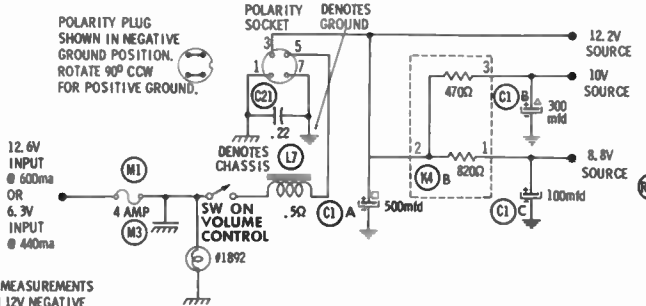 POLARITY PLUG
SHOWN IN NEGATIVE
GROUND POSITION.
ROTATE 90° CCW
FOR POSITIVE GROUND.
POLARITY
SOCKET
DENOTES
GROUND
3
5
1
7
C21
.22
DENOTES
CHASSIS
12.2V
SOURCE
10V
SOURCE
470Ω
3
C1 B
300
mfd
2
K4 B
820Ω
1
8.8V
SOURCE
C1 A
500mfd
C1 C
100mfd
12.6V
INPUT
@ 600ma
OR
6.3V
INPUT
@ 440ma
M1
4 AMP
M3
SW ON
VOLUME
CONTROL
L7
.5Ω
#1892
MEASUREMENTS
12V NEGATIVE